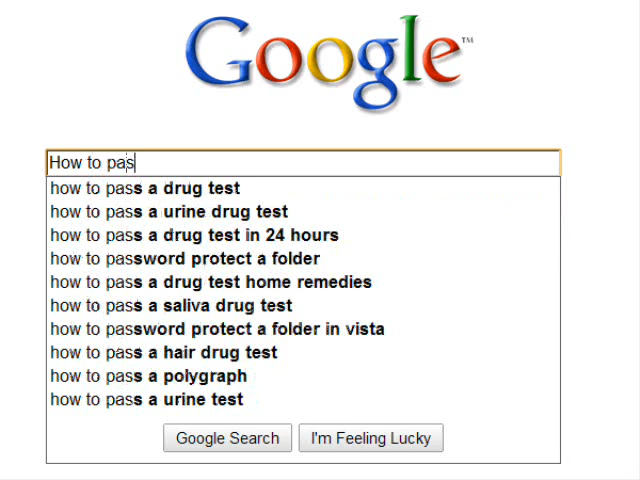 Google™
How to pas
how to pass a drug test
how to pass a urine drug test
how to pass a drug test in 24 hours
how to password protect a folder
how to pass a drug test home remedies
how to pass a saliva drug test
how to password protect a folder in vista
how to pass a hair drug test
how to pass a polygraph
how to pass a urine test
Google Search I'm Feeling Lucky